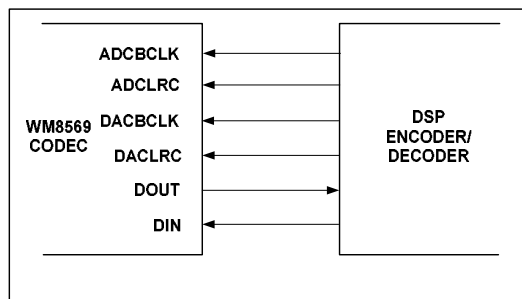 ADCBCLK
ADCLRC
WM8569
CODEC
DACBCLK
DACLRC
DOUT
DIN
DSP
ENCODER/
DECODER